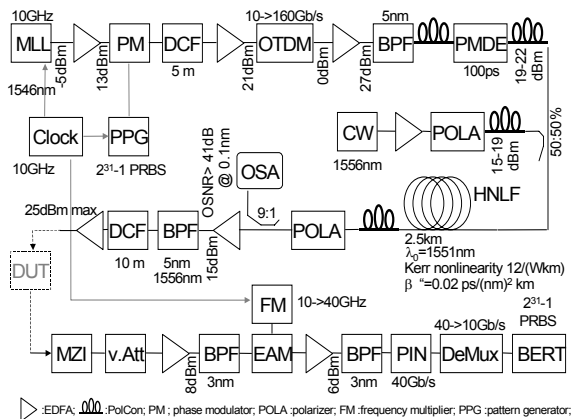 10GHz
MLL
-5dBm
13dBm
PM
DCF
5 m
21dBm
10->160Gb/s
OTDM
0dBm
27dBm
5nm
BPF
PMDE
100ps
19-22
dBm
1546nm
Clock
10GHz
PPG
2³¹-1 PRBS
CW
1556nm
POLA
15-19
dBm
50:50%
25dBm max
DCF
10 m
BPF
5nm
1556nm
15dBm
OSNR> 41dB
@ 0.1nm
OSA
9:1
POLA
HNLF
2.5km
λ₀=1551nm
Kerr nonlinearity 12/(Wkm)
β "=0.02 ps/(nm)² km
DUT
FM
10->40GHz
2³¹-1
PRBS
MZI
v.Att
8dBm
BPF
3nm
EAM
6dBm
BPF
3nm
PIN
40Gb/s
40->10Gb/s
DeMux
BERT
:EDFA; :PolCon; PM ; phase modulator; POLA :polarizer; FM :frequency multiplier; PPG :pattern generator;